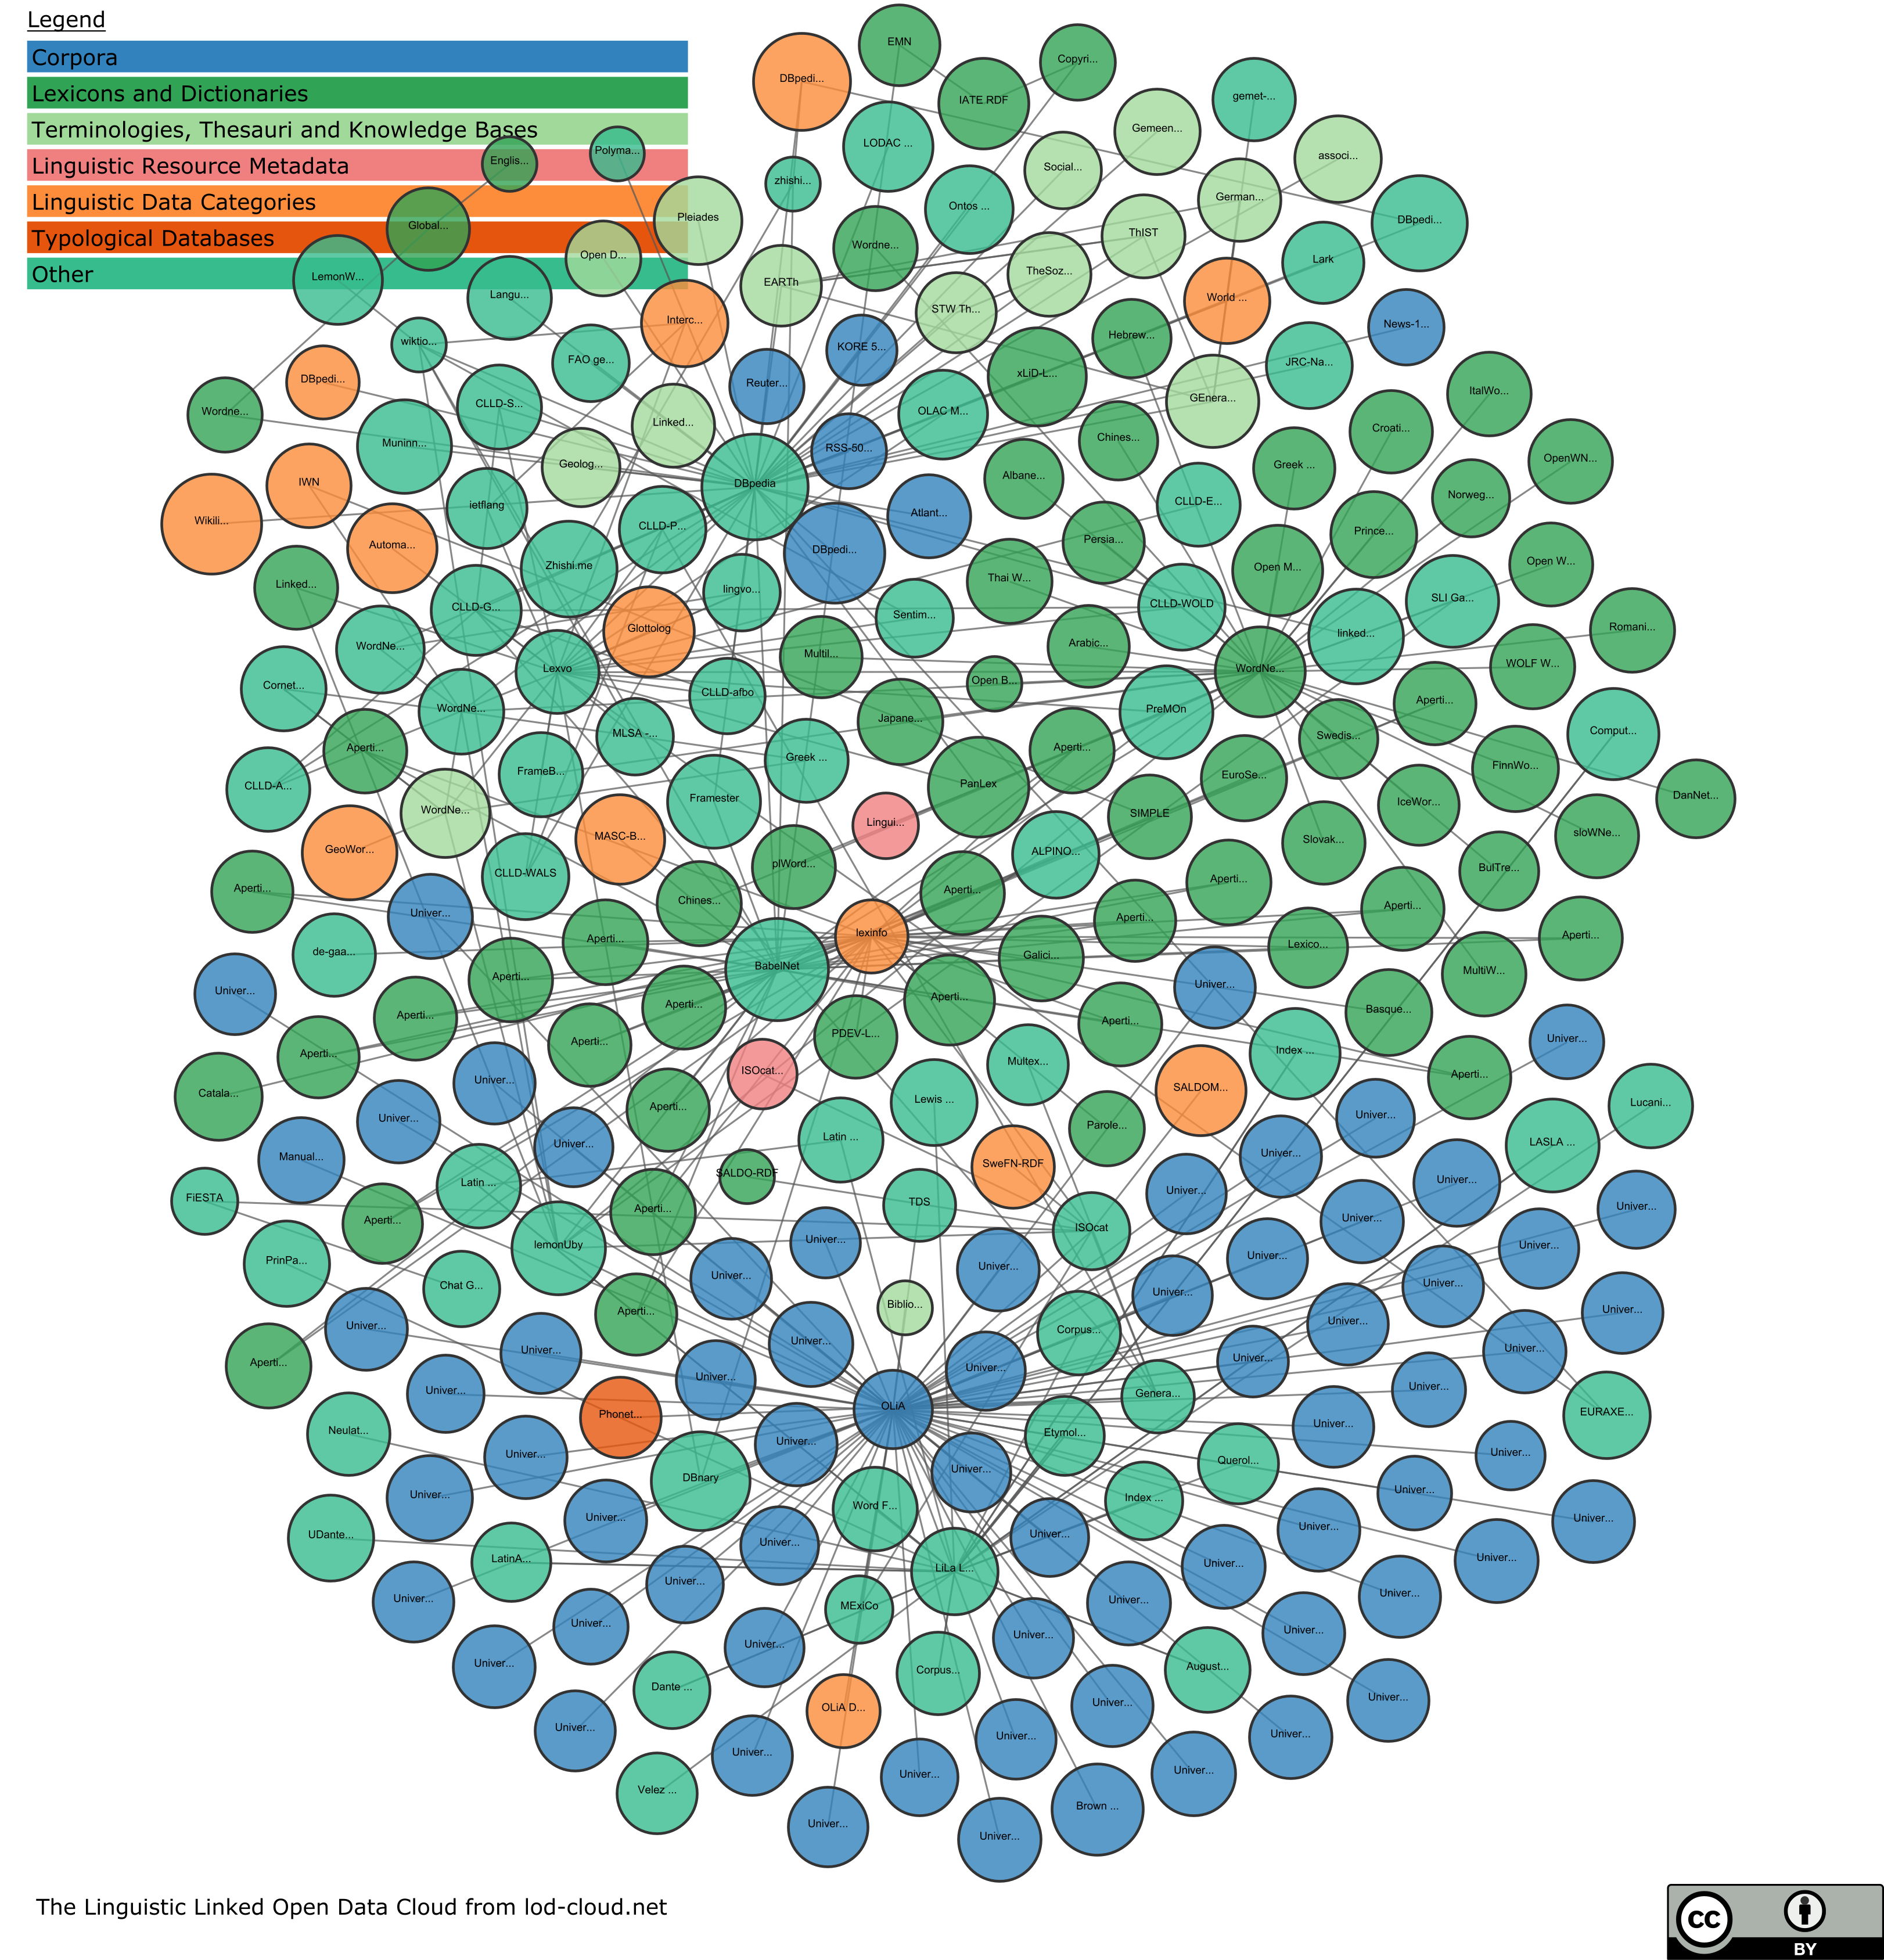 Legend
Corpora
Lexicons and Dictionaries
Terminologies, Thesauri and Knowledge Bases
Linguistic Resource Metadata
Linguistic Data Categories
Typological Databases
Other
EMN
DBpedi...
Copyri...
IATE RDF
gemet-...
Gemeen...
LODAC ...
Polyma...
Englis...
associ...
Social...
zhishi...
German...
Ontos ...
Pleiades
DBpedi...
Global...
ThIST
Wordne...
Open D...
Lark
TheSoz...
LemonW...
EARTh
Langu...
World ...
STW Th...
Interc...
News-1...
Hebrew...
wiktio...
KORE 5...
FAO ge...
JRC-Na...
xLiD-L...
DBpedi...
Reuter...
ItalWo...
GEnera...
CLLD-S...
Wordne...
OLAC M...
Linked...
Croati...
Chines...
Muninn...
RSS-50...
OpenWN...
Geolog...
Greek ...
Albane...
IWN
DBpedia
Norweg...
CLLD-E...
ietflang
Atlant...
Wikili...
CLLD-P...
Prince...
Persia...
Automa...
DBpedi...
Open W...
Zhishi.me
Open M...
Thai W...
Linked...
lingvo...
SLI Ga...
CLLD-G...
CLLD-WOLD
Sentim...
Romani...
Glottolog
linked...
Arabic...
WordNe...
Multil...
WOLF W...
Lexvo
WordNe...
Open B...
Cornet...
CLLD-afbo
Aperti...
WordNe...
PreMOn
Japane...
Comput...
MLSA -...
Swedis...
Aperti...
Aperti...
Greek ...
FinnWo...
FrameB...
EuroSe...
CLLD-A...
PanLex
DanNet...
Framester
IceWor...
WordNe...
SIMPLE
Lingui...
sloWNe...
MASC-B...
Slovak...
GeoWor...
ALPINO...
plWord...
BulTre...
CLLD-WALS
Aperti...
Aperti...
Aperti...
Chines...
Aperti...
Univer...
Aperti...
lexinfo
Aperti...
Aperti...
Lexico...
de-gaa...
Galici...
BabelNet
MultiW...
Aperti...
Univer...
Univer...
Aperti...
Aperti...
Basque...
Aperti...
Aperti...
PDEV-L...
Univer...
Aperti...
Aperti...
Index ...
Multex...
ISOcat...
Aperti...
Univer...
SALDOM...
Catala...
Lewis ...
Lucani...
Aperti...
Univer...
Univer...
Parole...
Latin ...
Univer...
LASLA ...
Univer...
Manual...
SweFN-RDF
SALDO-RDF
Latin ...
Univer...
Univer...
FiESTA
TDS
Univer...
Aperti...
Aperti...
Univer...
ISOcat
Univer...
lemonUby
Univer...
Univer...
PrinPa...
Univer...
Univer...
Chat G...
Univer...
Univer...
Biblio...
Aperti...
Univer...
Univer...
Univer...
Corpus...
Univer...
Univer...
Univer...
Univer...
Aperti...
Univer...
Univer...
Univer...
Univer...
Genera...
OLiA
Phonet...
EURAXE...
Univer...
Neulat...
Etymol...
Univer...
Univer...
Univer...
Querol...
Univer...
DBnary
Univer...
Univer...
Index ...
Word F...
Univer...
Univer...
Univer...
UDante...
Univer...
Univer...
Univer...
LatinA...
Univer...
Univer...
LiLa L...
Univer...
Univer...
Univer...
Univer...
MExiCo
Univer...
Univer...
Univer...
Univer...
Univer...
August...
Corpus...
Dante ...
Univer...
Univer...
OLiA D...
Univer...
Univer...
Univer...
Univer...
Univer...
Univer...
Velez ...
Brown ...
Univer...
Univer...
The Linguistic Linked Open Data Cloud from lod-cloud.net
cc
BY